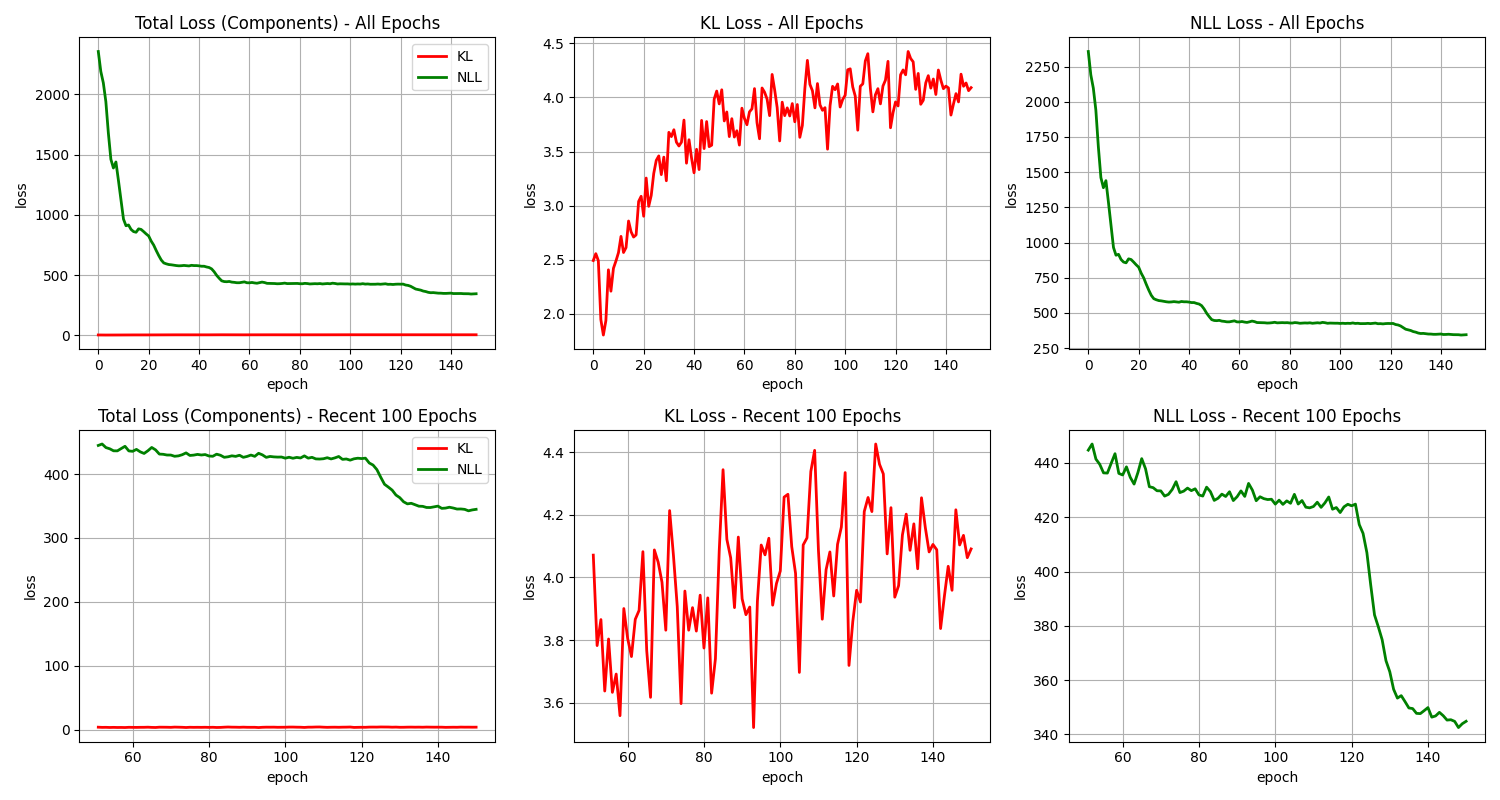 Total Loss (Components) - All Epochs
KL
NLL
loss
2000
1500
1000
500
0
0 20 40 60 80 100 120 140
epoch
KL Loss - All Epochs
loss
4.5
4.0
3.5
3.0
2.5
2.0
0 20 40 60 80 100 120 140
epoch
NLL Loss - All Epochs
loss
2250
2000
1750
1500
1250
1000
750
500
250
0 20 40 60 80 100 120 140
epoch
Total Loss (Components) - Recent 100 Epochs
KL
NLL
loss
400
300
200
100
0
60 80 100 120 140
epoch
KL Loss - Recent 100 Epochs
loss
4.4
4.2
4.0
3.8
3.6
60 80 100 120 140
epoch
NLL Loss - Recent 100 Epochs
loss
440
420
400
380
360
340
60 80 100 120 140
epoch